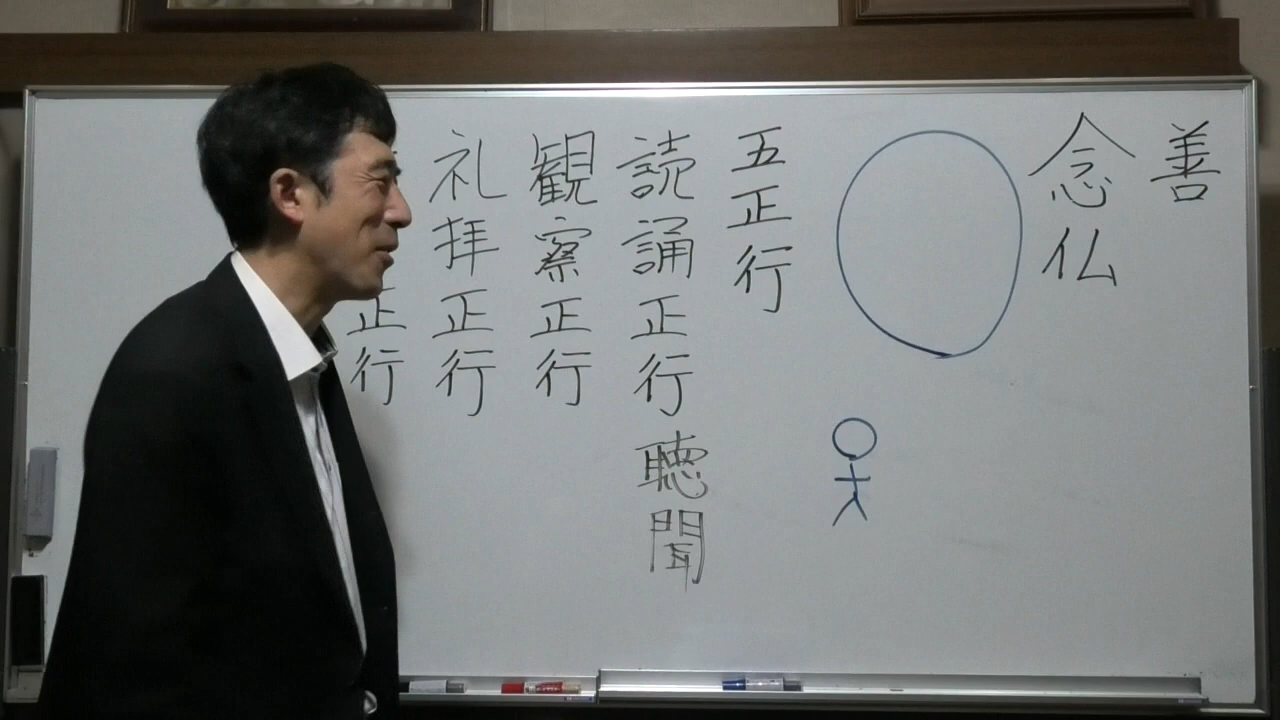 善
念仏
五正行
読誦正行 聴聞
観察正行
礼拝正行
正行